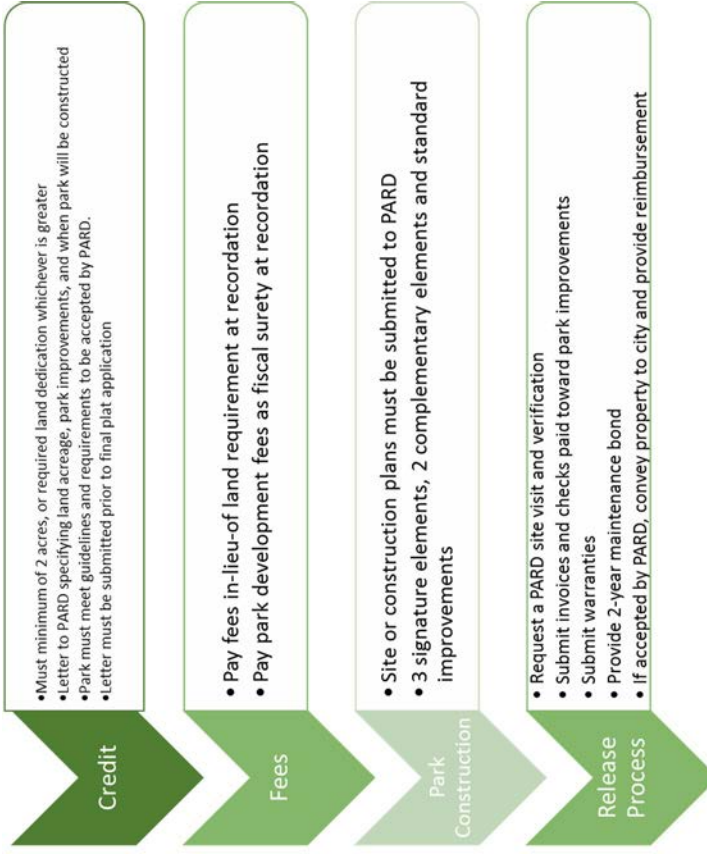 Credit
•Must minimum of 2 acres, or required land dedication whichever is greater
•Letter to PARD specifying land acreage, park improvements, and when park will be constructed
•Park must meet guidelines and requirements to be accepted by PARD.
•Letter must be submitted prior to final plat application
Fees
• Pay fees in-lieu-of land requirement at recordation
• Pay park development fees as fiscal surety at recordation
Park
Construction
• Site or construction plans must be submitted to PARD
• 3 signature elements, 2 complementary elements and standard
improvements
Release
Process
• Request a PARD site visit and verification
• Submit invoices and checks paid toward park improvements
• Submit warranties
• Provide 2-year maintenance bond
• If accepted by PARD, convey property to city and provide reimbursement